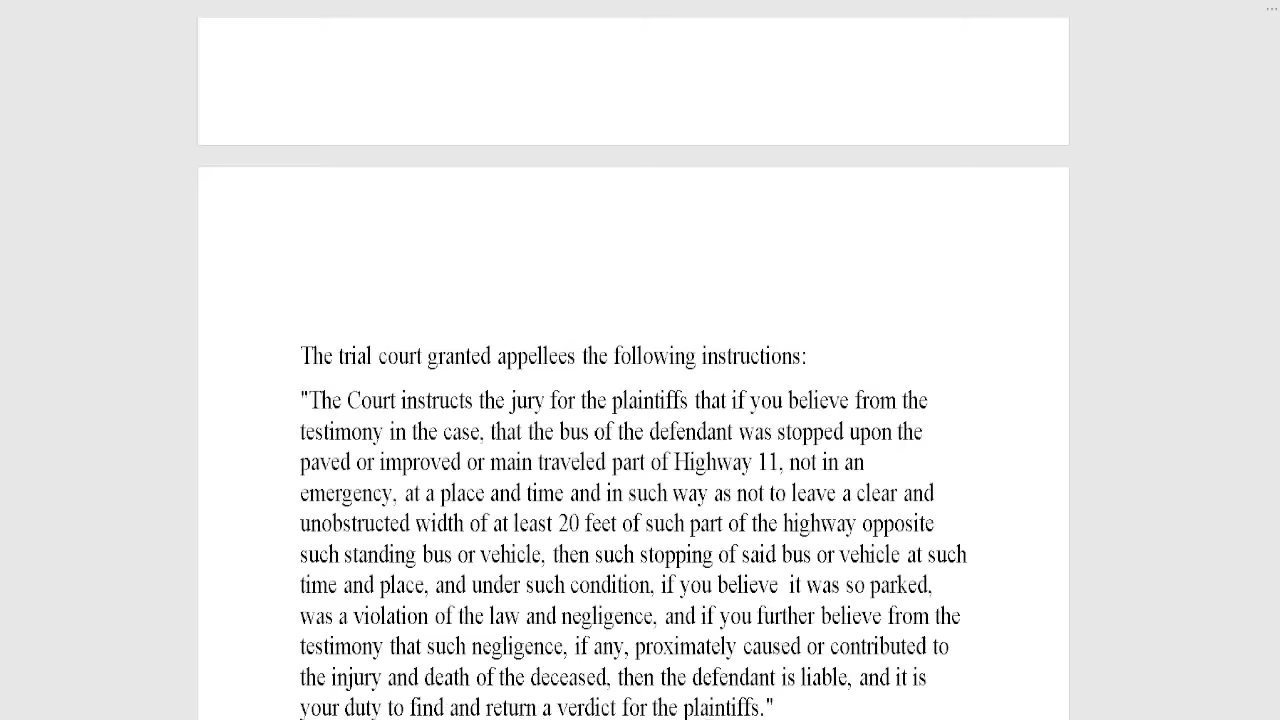 The trial court granted appellees the following instructions:
"The Court instructs the jury for the plaintiffs that if you believe from the
testimony in the case, that the bus of the defendant was stopped upon the
paved or improved or main traveled part of Highway 11, not in an
emergency, at a place and time and in such way as not to leave a clear and
unobstructed width of at least 20 feet of such part of the highway opposite
such standing bus or vehicle, then such stopping of said bus or vehicle at such
time and place, and under such condition, if you believe  it was so parked,
was a violation of the law and negligence, and if you further believe from the
testimony that such negligence, if any, proximately caused or contributed to
the injury and death of the deceased, then the defendant is liable, and it is
your duty to find and return a verdict for the plaintiffs."